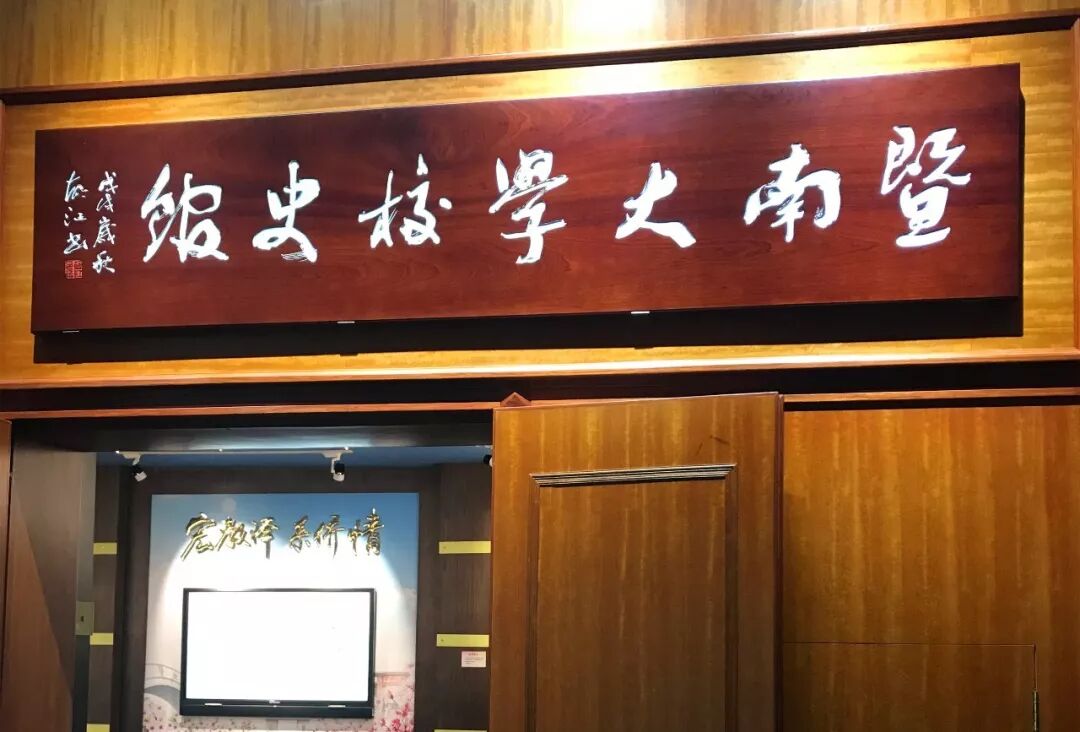 暨南大學校史館
戊戌歲秋
宏教泽系侨情